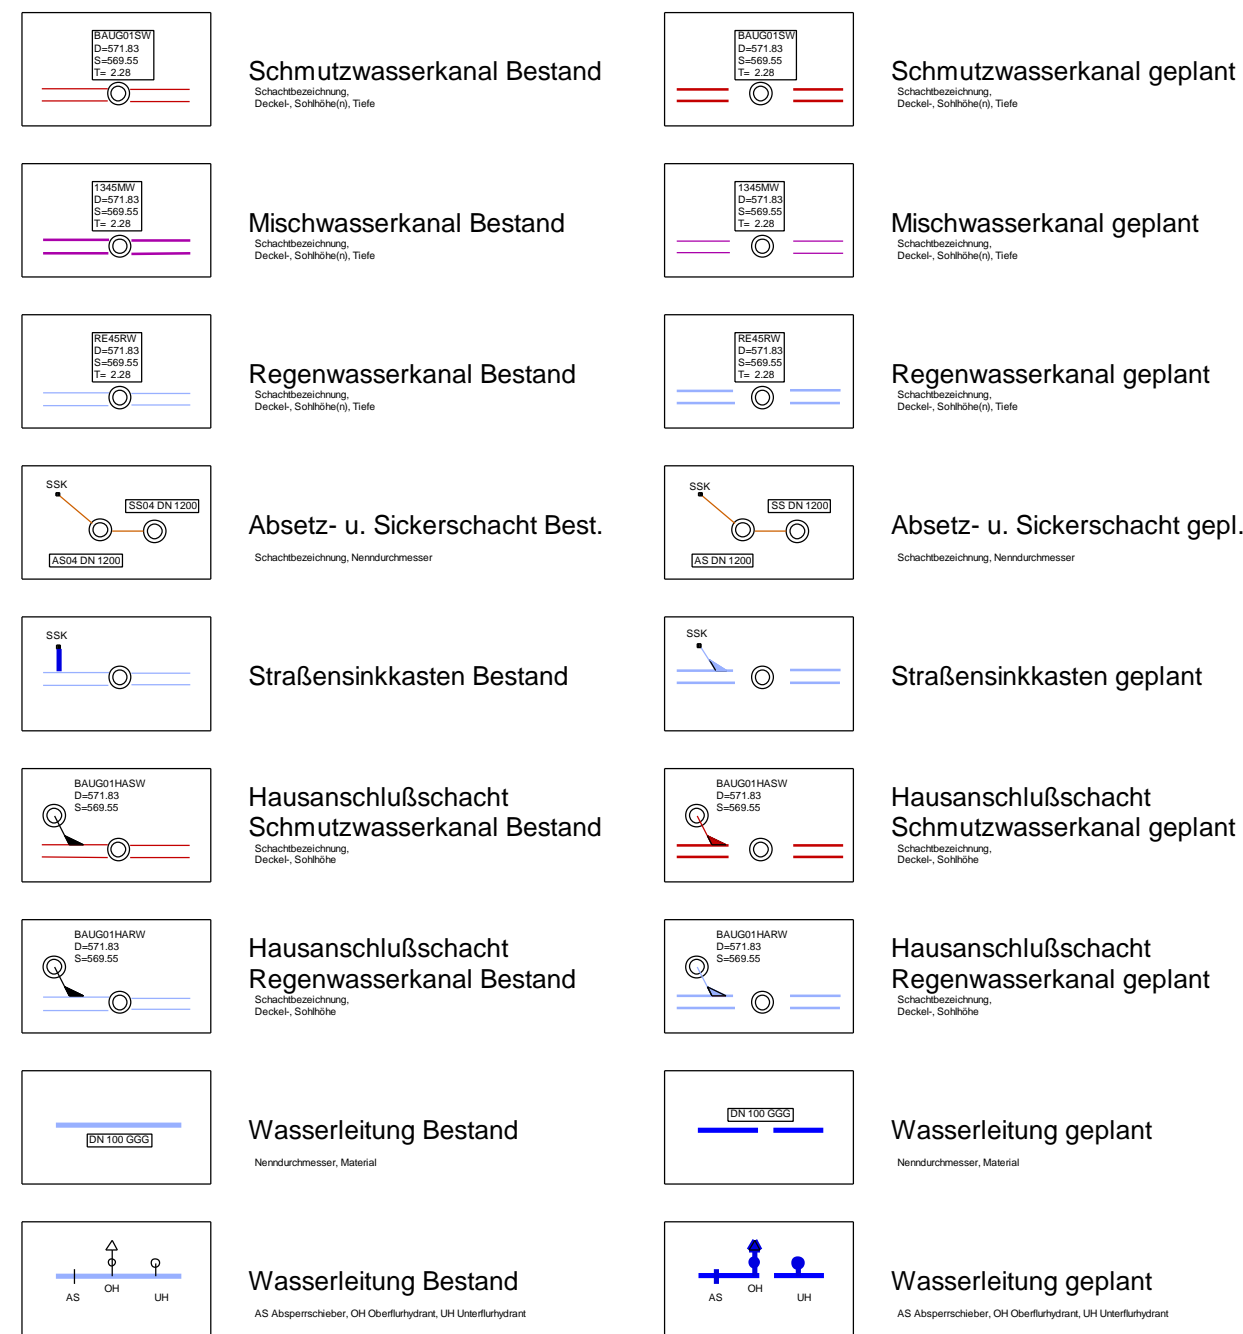 BAUG01SW
D=571.83
S=569.55
T= 2.28
Schmutzwasserkanal Bestand
Schachtbezeichnung,
Deckel-, Sohlhöhe(n), Tiefe
BAUG01SW
D=571.83
S=569.55
T= 2.28
Schmutzwasserkanal geplant
Schachtbezeichnung,
Deckel-, Sohlhöhe(n), Tiefe
1345MW
D=571.83
S=569.55
T= 2.28
Mischwasserkanal Bestand
Schachtbezeichnung,
Deckel-, Sohlhöhe(n), Tiefe
1345MW
D=571.83
S=569.55
T= 2.28
Mischwasserkanal geplant
Schachtbezeichnung,
Deckel-, Sohlhöhe(n), Tiefe
RE45RW
D=571.83
S=569.55
T= 2.28
Regenwasserkanal Bestand
Schachtbezeichnung,
Deckel-, Sohlhöhe(n), Tiefe
RE45RW
D=571.83
S=569.55
T= 2.28
Regenwasserkanal geplant
Schachtbezeichnung,
Deckel-, Sohlhöhe(n), Tiefe
SSK
SS04 DN 1200
AS04 DN 1200
Absetz- u. Sickerschacht Best.
Schachtbezeichnung, Nenndurchmesser
SSK
SS DN 1200
AS DN 1200
Absetz- u. Sickerschacht gepl.
Schachtbezeichnung, Nenndurchmesser
SSK
Straßensinkkasten Bestand
SSK
Straßensinkkasten geplant
BAUG01HASW
D=571.83
S=569.55
Hausanschlußschacht
Schmutzwasserkanal Bestand
Schachtbezeichnung,
Deckel-, Sohlhöhe
BAUG01HASW
D=571.83
S=569.55
Hausanschlußschacht
Schmutzwasserkanal geplant
Schachtbezeichnung,
Deckel-, Sohlhöhe
BAUG01HARW
D=571.83
S=569.55
Hausanschlußschacht
Regenwasserkanal Bestand
Schachtbezeichnung,
Deckel-, Sohlhöhe
BAUG01HARW
D=571.83
S=569.55
Hausanschlußschacht
Regenwasserkanal geplant
Schachtbezeichnung,
Deckel-, Sohlhöhe
DN 100 GGG
Wasserleitung Bestand
Nenndurchmesser, Material
DN 100 GGG
Wasserleitung geplant
Nenndurchmesser, Material
AS
OH
UH
Wasserleitung Bestand
AS Absperrschieber, OH Oberflurhydrant, UH Unterflurhydrant
AS
OH
UH
Wasserleitung geplant
AS Absperrschieber, OH Oberflurhydrant, UH Unterflurhydrant